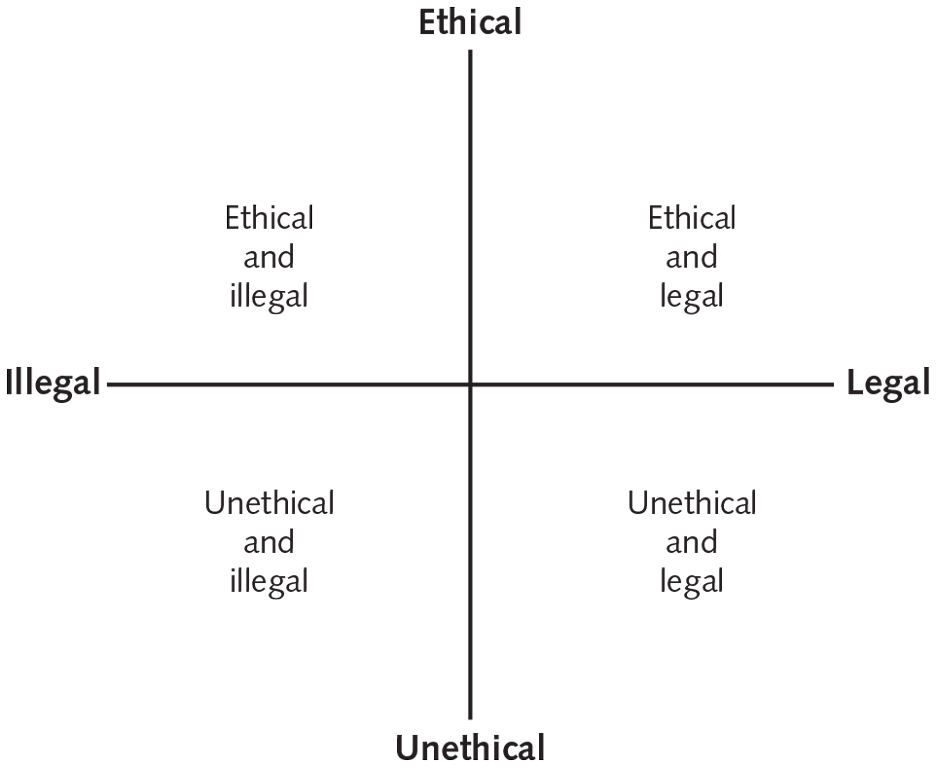 Ethical
Ethical
and
illegal
Ethical
and
legal
Illegal
Legal
Unethical
and
illegal
Unethical
and
legal
Unethical